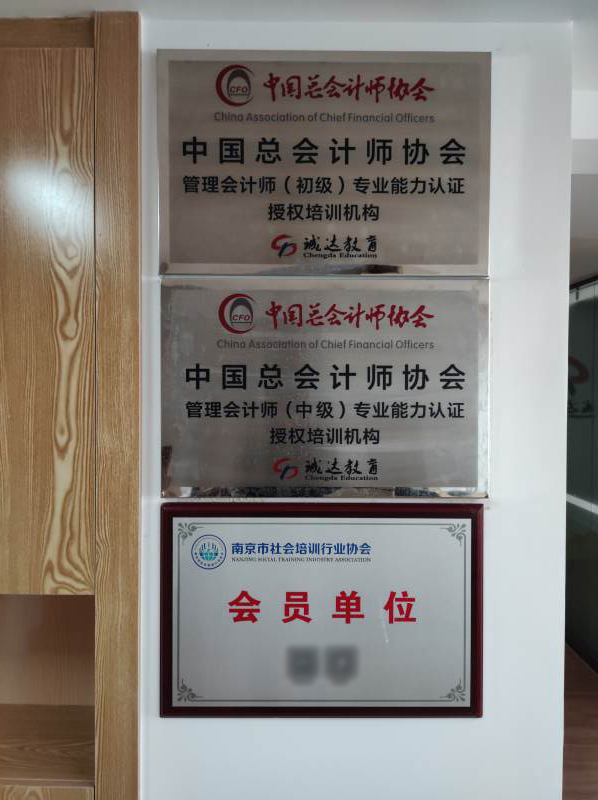 CFO 中国总会计师协会
China Association of Chief Financial Officers
中国总会计师协会
管理会计师（初级）专业能力认证
授权培训机构
诚达教育
Chengda Education
CFO 中国总会计师协会
China Association of Chief Financial Officers
中国总会计师协会
管理会计师（中级）专业能力认证
授权培训机构
诚达教育
Chengda Education
南京市社会培训行业协会
NANJING SOCIAL TRAINING INDUSTRY ASSOCIATION
会员单位